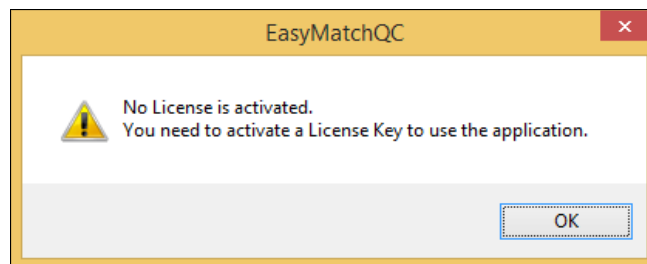 EasyMatchQC
No License is activated.
You need to activate a License Key to use the application.
OK